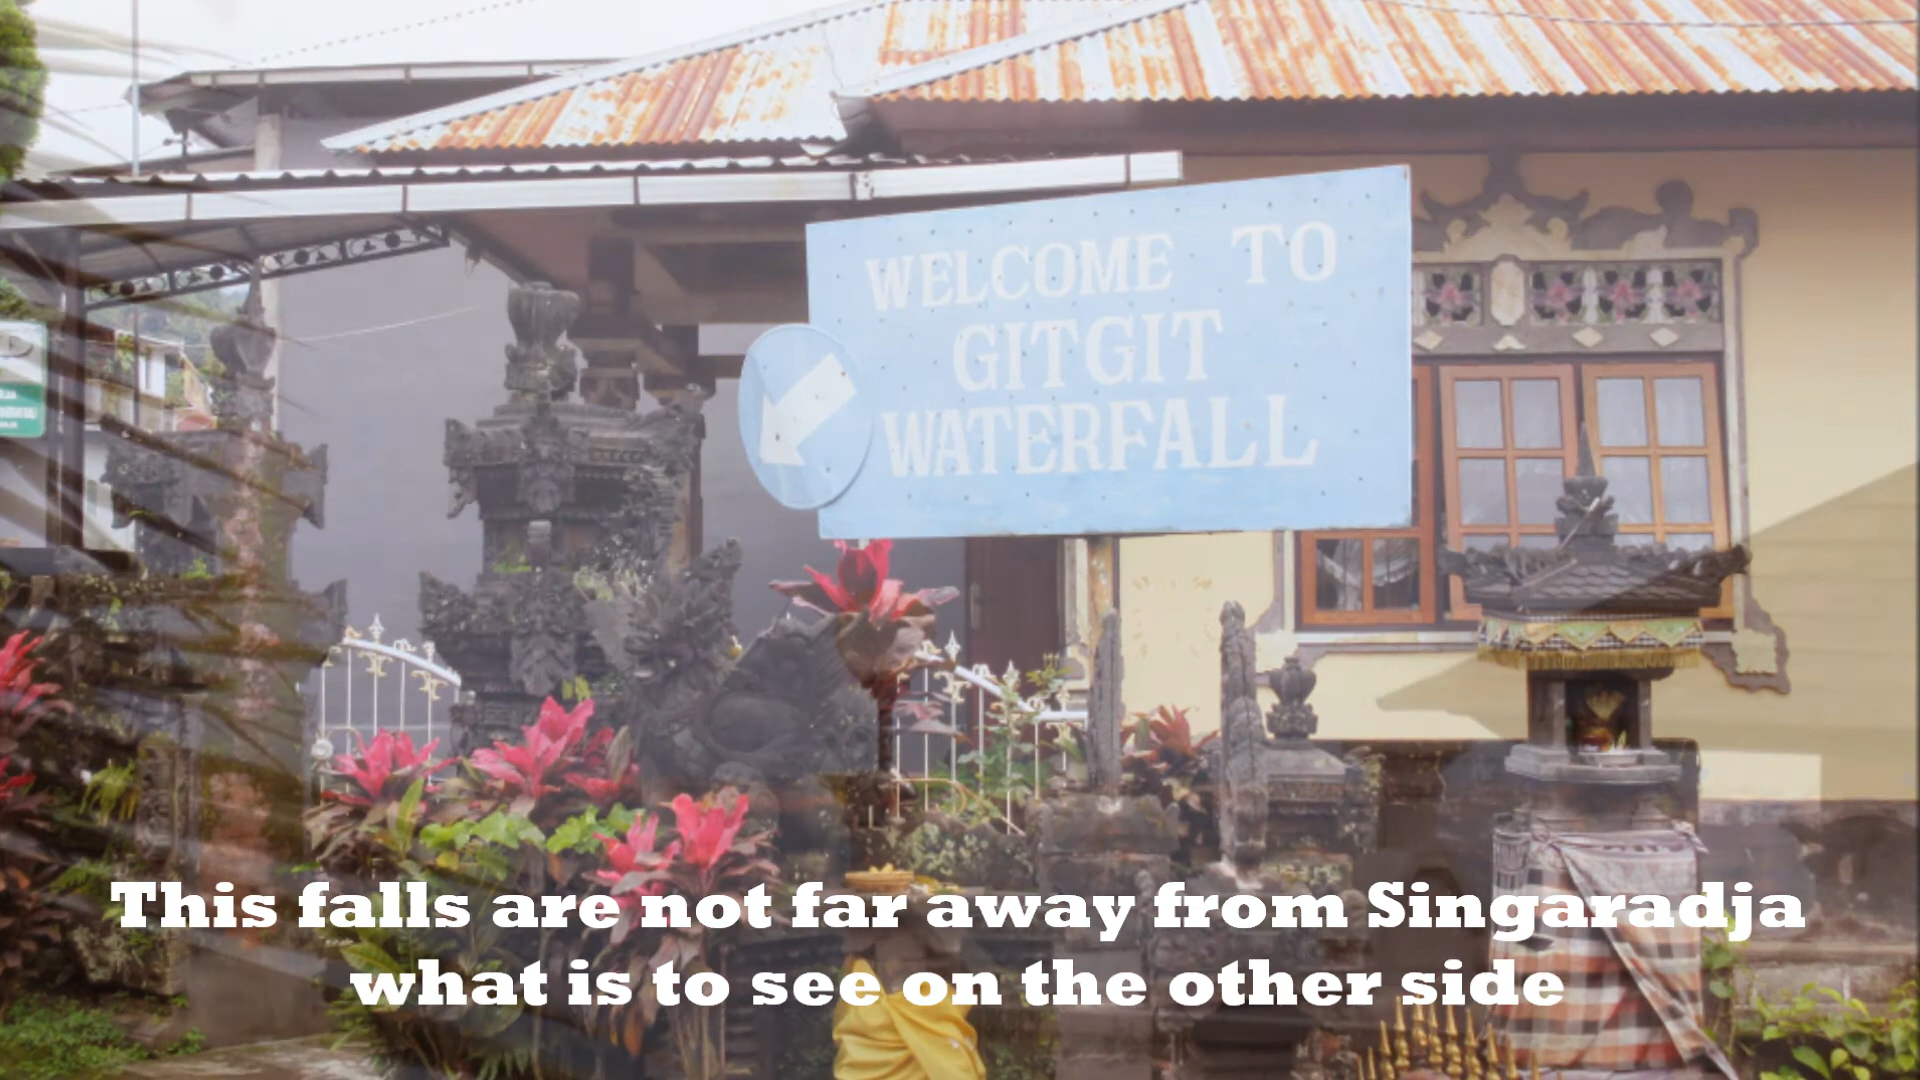 WELCOME TO
GITGIT
WATERFALL
This falls are not far away from Singaradja
what is to see on the other side